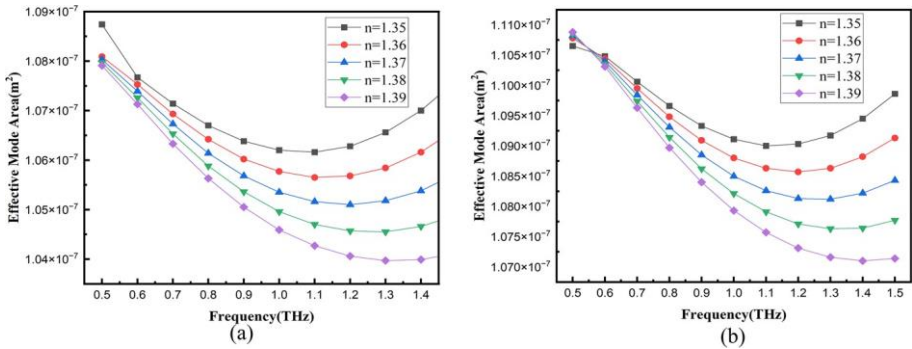 1.09×10⁻⁷
1.08×10⁻⁷
1.07×10⁻⁷
1.06×10⁻⁷
1.05×10⁻⁷
1.04×10⁻⁷
Effective Mode Area(m²)
n=1.35
n=1.36
n=1.37
n=1.38
n=1.39
0.5 0.6 0.7 0.8 0.9 1.0 1.1 1.2 1.3 1.4
Frequency(THz)
(a)
1.110×10⁻⁷
1.105×10⁻⁷
1.100×10⁻⁷
1.095×10⁻⁷
1.090×10⁻⁷
1.085×10⁻⁷
1.080×10⁻⁷
1.075×10⁻⁷
1.070×10⁻⁷
Effective Mode Area(m²)
n=1.35
n=1.36
n=1.37
n=1.38
n=1.39
0.5 0.6 0.7 0.8 0.9 1.0 1.1 1.2 1.3 1.4 1.5
Frequency(THz)
(b)